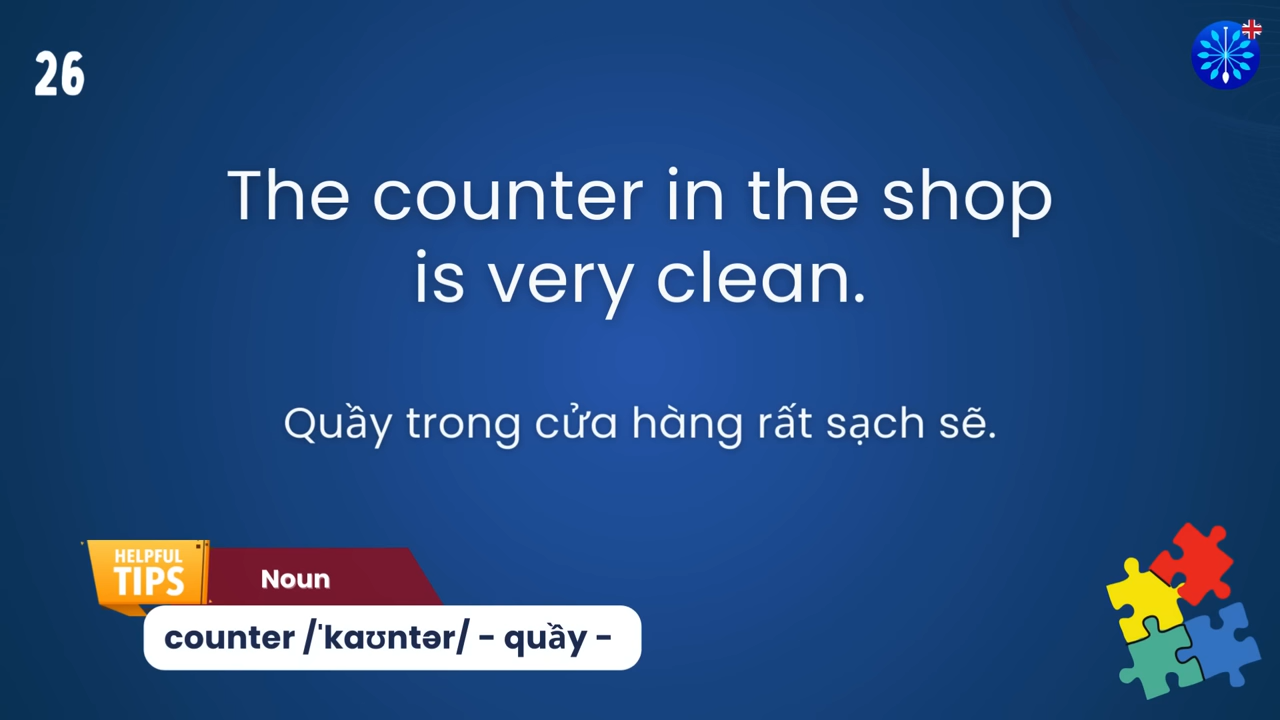 26
The counter in the shop
is very clean.
Quầy trong cửa hàng rất sạch sẽ.
HELPFUL
TIPS
Noun
counter /ˈkaʊntər/ - quầy -